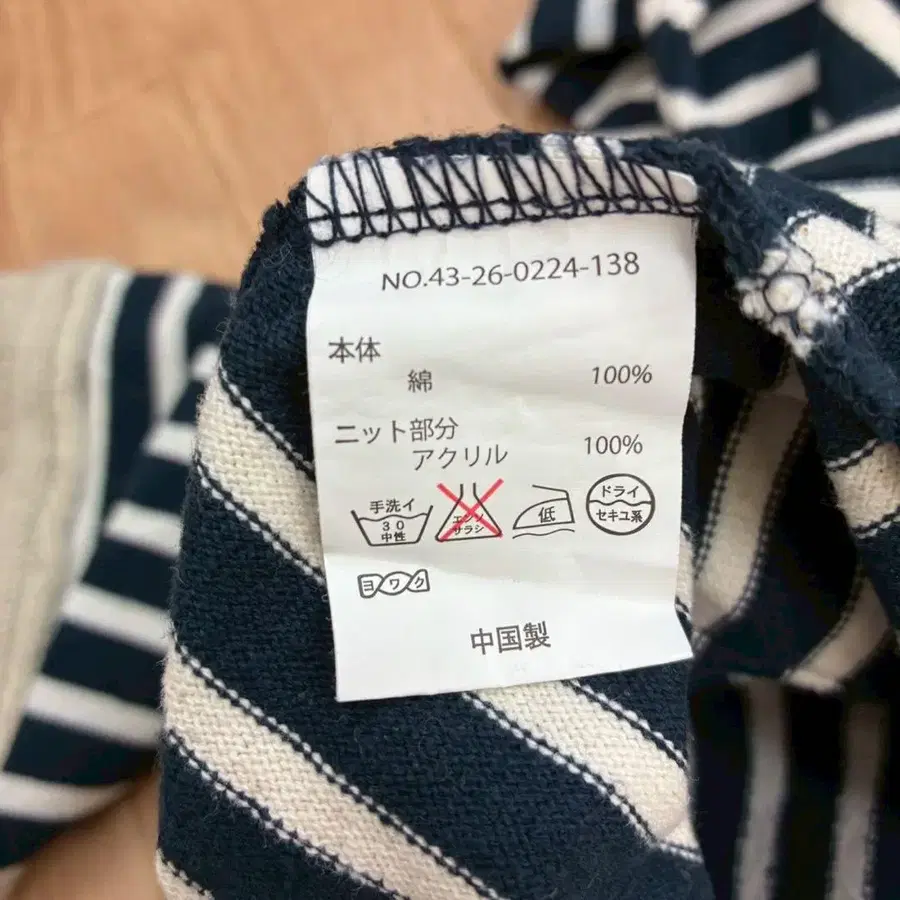 NO.43-26-0224-138
本体
綿 100%
ニット部分
アクリル 100%
手洗イ
30
中性
エンソ
サラシ
低
ドライ
セキユ系
ヨワク
中国製